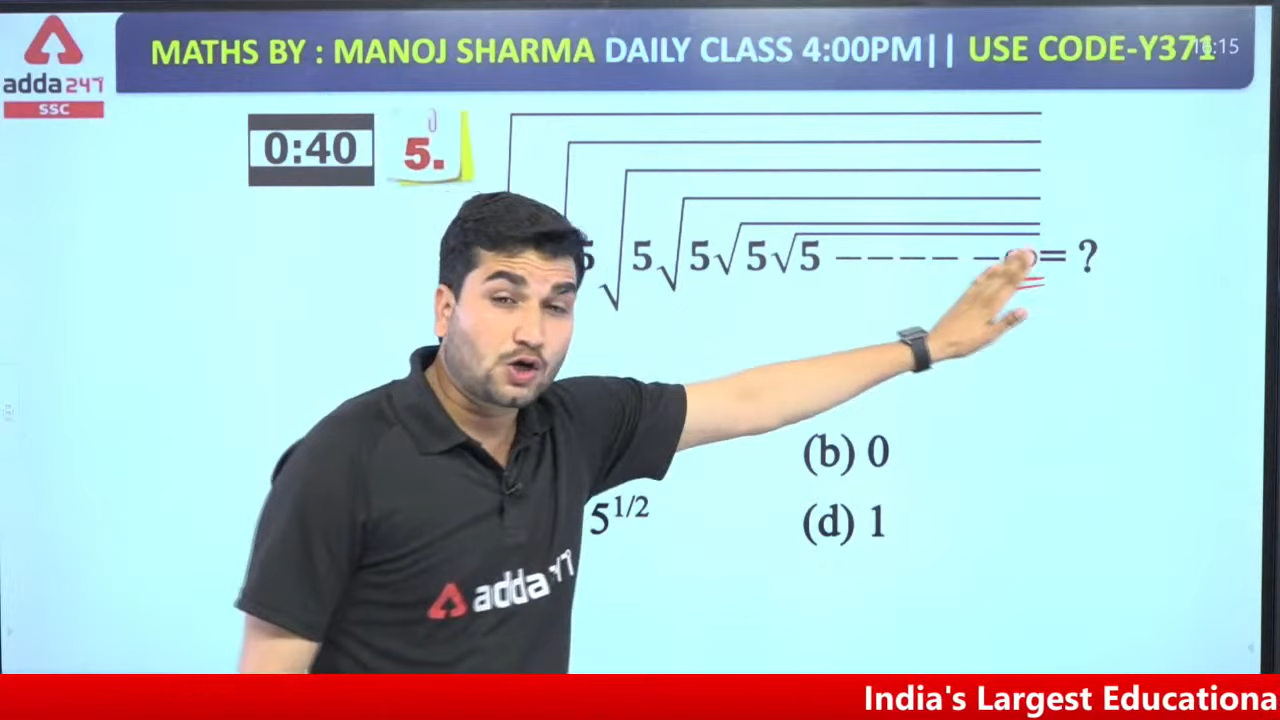 MATHS BY : MANOJ SHARMA DAILY CLASS 4:00PM|| USE CODE-Y371
adda247
SSC
0:40
5.
5√5√5√5√5 - - - - - -∞= ?
(b) 0
5^1/2
(d) 1
adda247
India's Largest Educationa